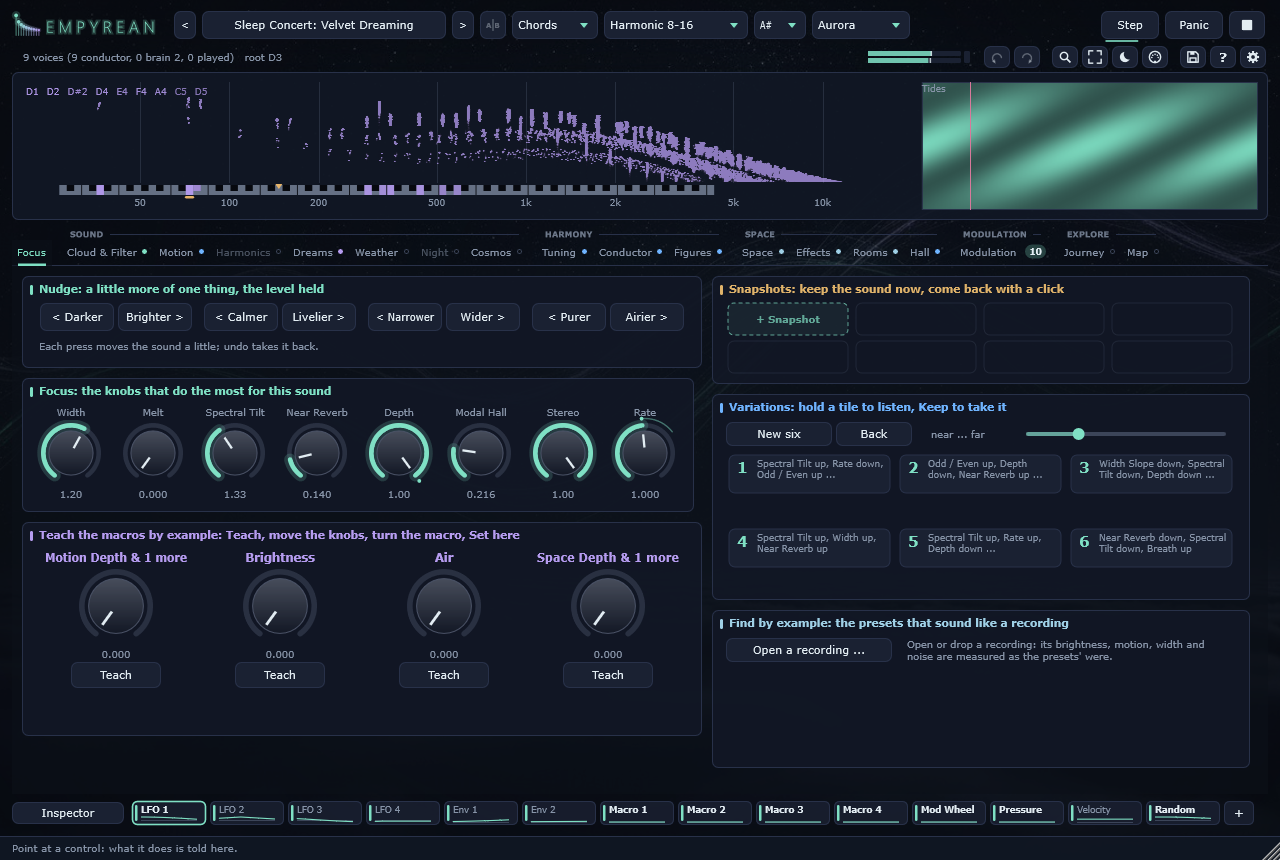 EMPYREAN
<
Sleep Concert: Velvet Dreaming
>
A|B
Chords
Harmonic 8-16
A#
Aurora
Step
Panic
9 voices (9 conductor, 0 brain 2, 0 played) root D3
?
D1 D2 D#2 D4 E4 F4 A4 C5 D5
Tides
50 100 200 500 1k 2k 5k 10k
SOUND HARMONY SPACE MODULATION EXPLORE
Focus Cloud & Filter Motion Harmonics Dreams Weather Night Cosmos Tuning Conductor Figures Space Effects Rooms Hall Modulation 10 Journey Map
Nudge: a little more of one thing, the level held
< Darker Brighter > < Calmer Livelier > < Narrower Wider > < Purer Airier >
Each press moves the sound a little; undo takes it back.
Focus: the knobs that do the most for this sound
Width Melt Spectral Tilt Near Reverb Depth Modal Hall Stereo Rate
1.20 0.000 1.33 0.140 1.00 0.216 1.00 1.000
Teach the macros by example: Teach, move the knobs, turn the macro, Set here
Motion Depth & 1 more Brightness Air Space Depth & 1 more
0.000 0.000 0.000 0.000
Teach Teach Teach Teach
Snapshots: keep the sound now, come back with a click
+ Snapshot
Variations: hold a tile to listen, Keep to take it
New six Back near ... far
1 Spectral Tilt up, Rate down,
Odd / Even up ...
2 Odd / Even up, Depth
down, Near Reverb up ...
3 Width Slope down, Spectral
Tilt down, Depth down ...
4 Spectral Tilt up, Width up,
Near Reverb up
5 Spectral Tilt up, Rate up,
Depth down ...
6 Near Reverb down, Spectral
Tilt down, Breath up
Find by example: the presets that sound like a recording
Open a recording ...
Open or drop a recording: its brightness, motion, width and
noise are measured as the presets' were.
Inspector LFO 1 LFO 2 LFO 3 LFO 4 Env 1 Env 2 Macro 1 Macro 2 Macro 3 Macro 4 Mod Wheel Pressure Velocity Random +
Point at a control: what it does is told here.